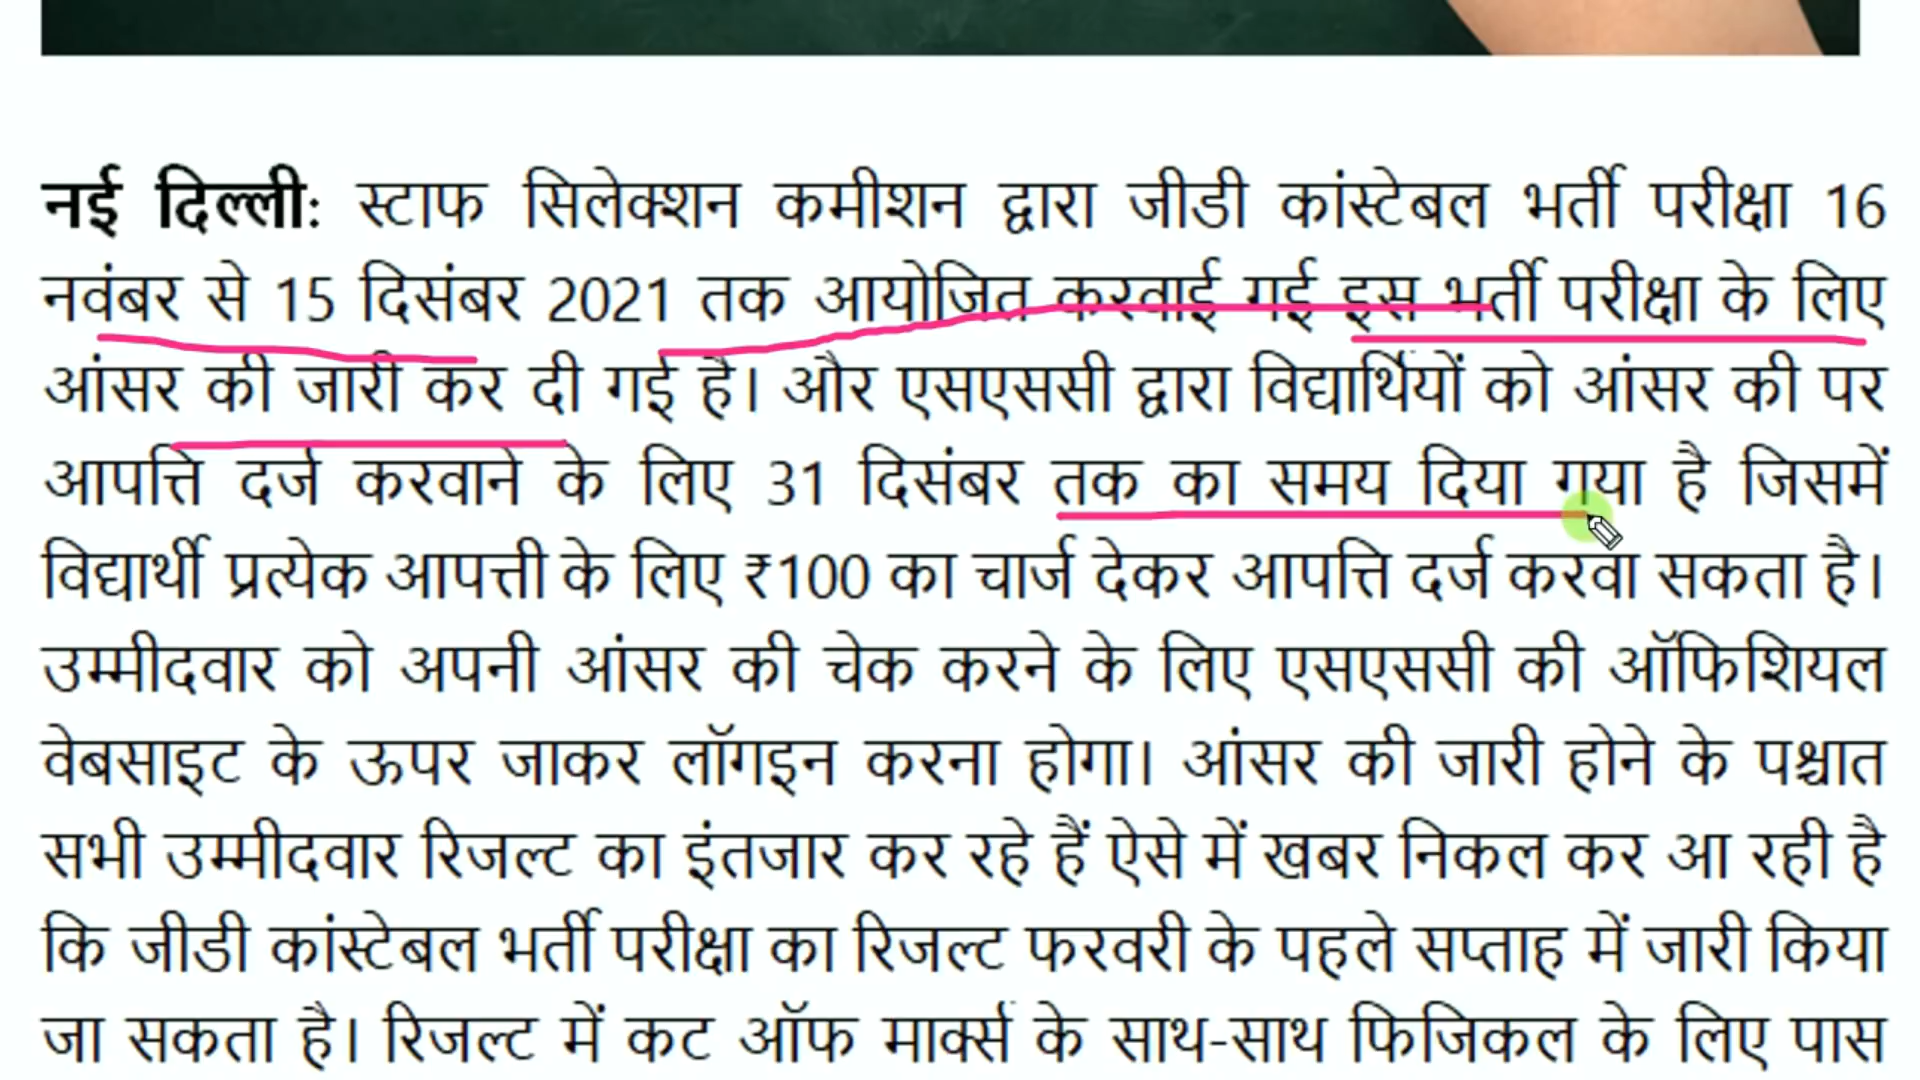 नई दिल्ली: स्टाफ सिलेक्शन कमीशन द्वारा जीडी कांस्टेबल भर्ती परीक्षा 16
नवंबर से 15 दिसंबर 2021 तक आयोजित करवाई गई इस भर्ती परीक्षा के लिए
आंसर की जारी कर दी गई है। और एसएससी द्वारा विद्यार्थियों को आंसर की पर
आपत्ति दर्ज करवाने के लिए 31 दिसंबर तक का समय दिया गया है जिसमें
विद्यार्थी प्रत्येक आपत्ती के लिए ₹100 का चार्ज देकर आपत्ति दर्ज करवा सकता है।
उम्मीदवार को अपनी आंसर की चेक करने के लिए एसएससी की ऑफिशियल
वेबसाइट के ऊपर जाकर लॉगइन करना होगा। आंसर की जारी होने के पश्चात
सभी उम्मीदवार रिजल्ट का इंतजार कर रहे हैं ऐसे में खबर निकल कर आ रही है
कि जीडी कांस्टेबल भर्ती परीक्षा का रिजल्ट फरवरी के पहले सप्ताह में जारी किया
जा सकता है। रिजल्ट में कट ऑफ मार्क्स के साथ-साथ फिजिकल के लिए पास